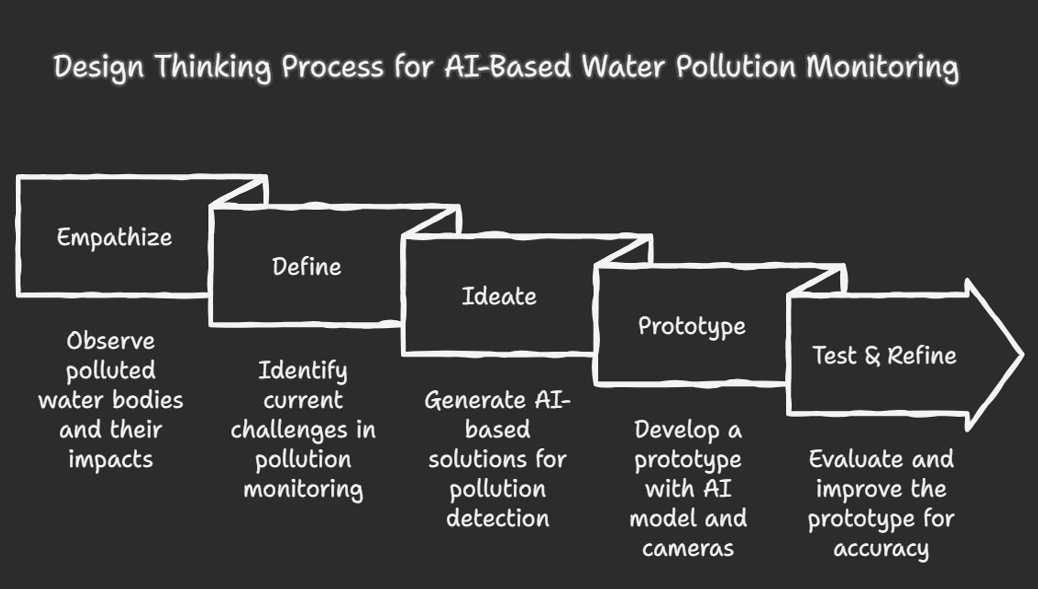 Design Thinking Process for AI-Based Water Pollution Monitoring
Empathize
Observe
polluted
water bodies
and their
impacts
Define
Identify
current
challenges in
pollution
monitoring
Ideate
Generate AI-
based
solutions for
pollution
detection
Prototype
Develop a
prototype
with AI
model and
cameras
Test & Refine
Evaluate and
improve the
prototype for
accuracy